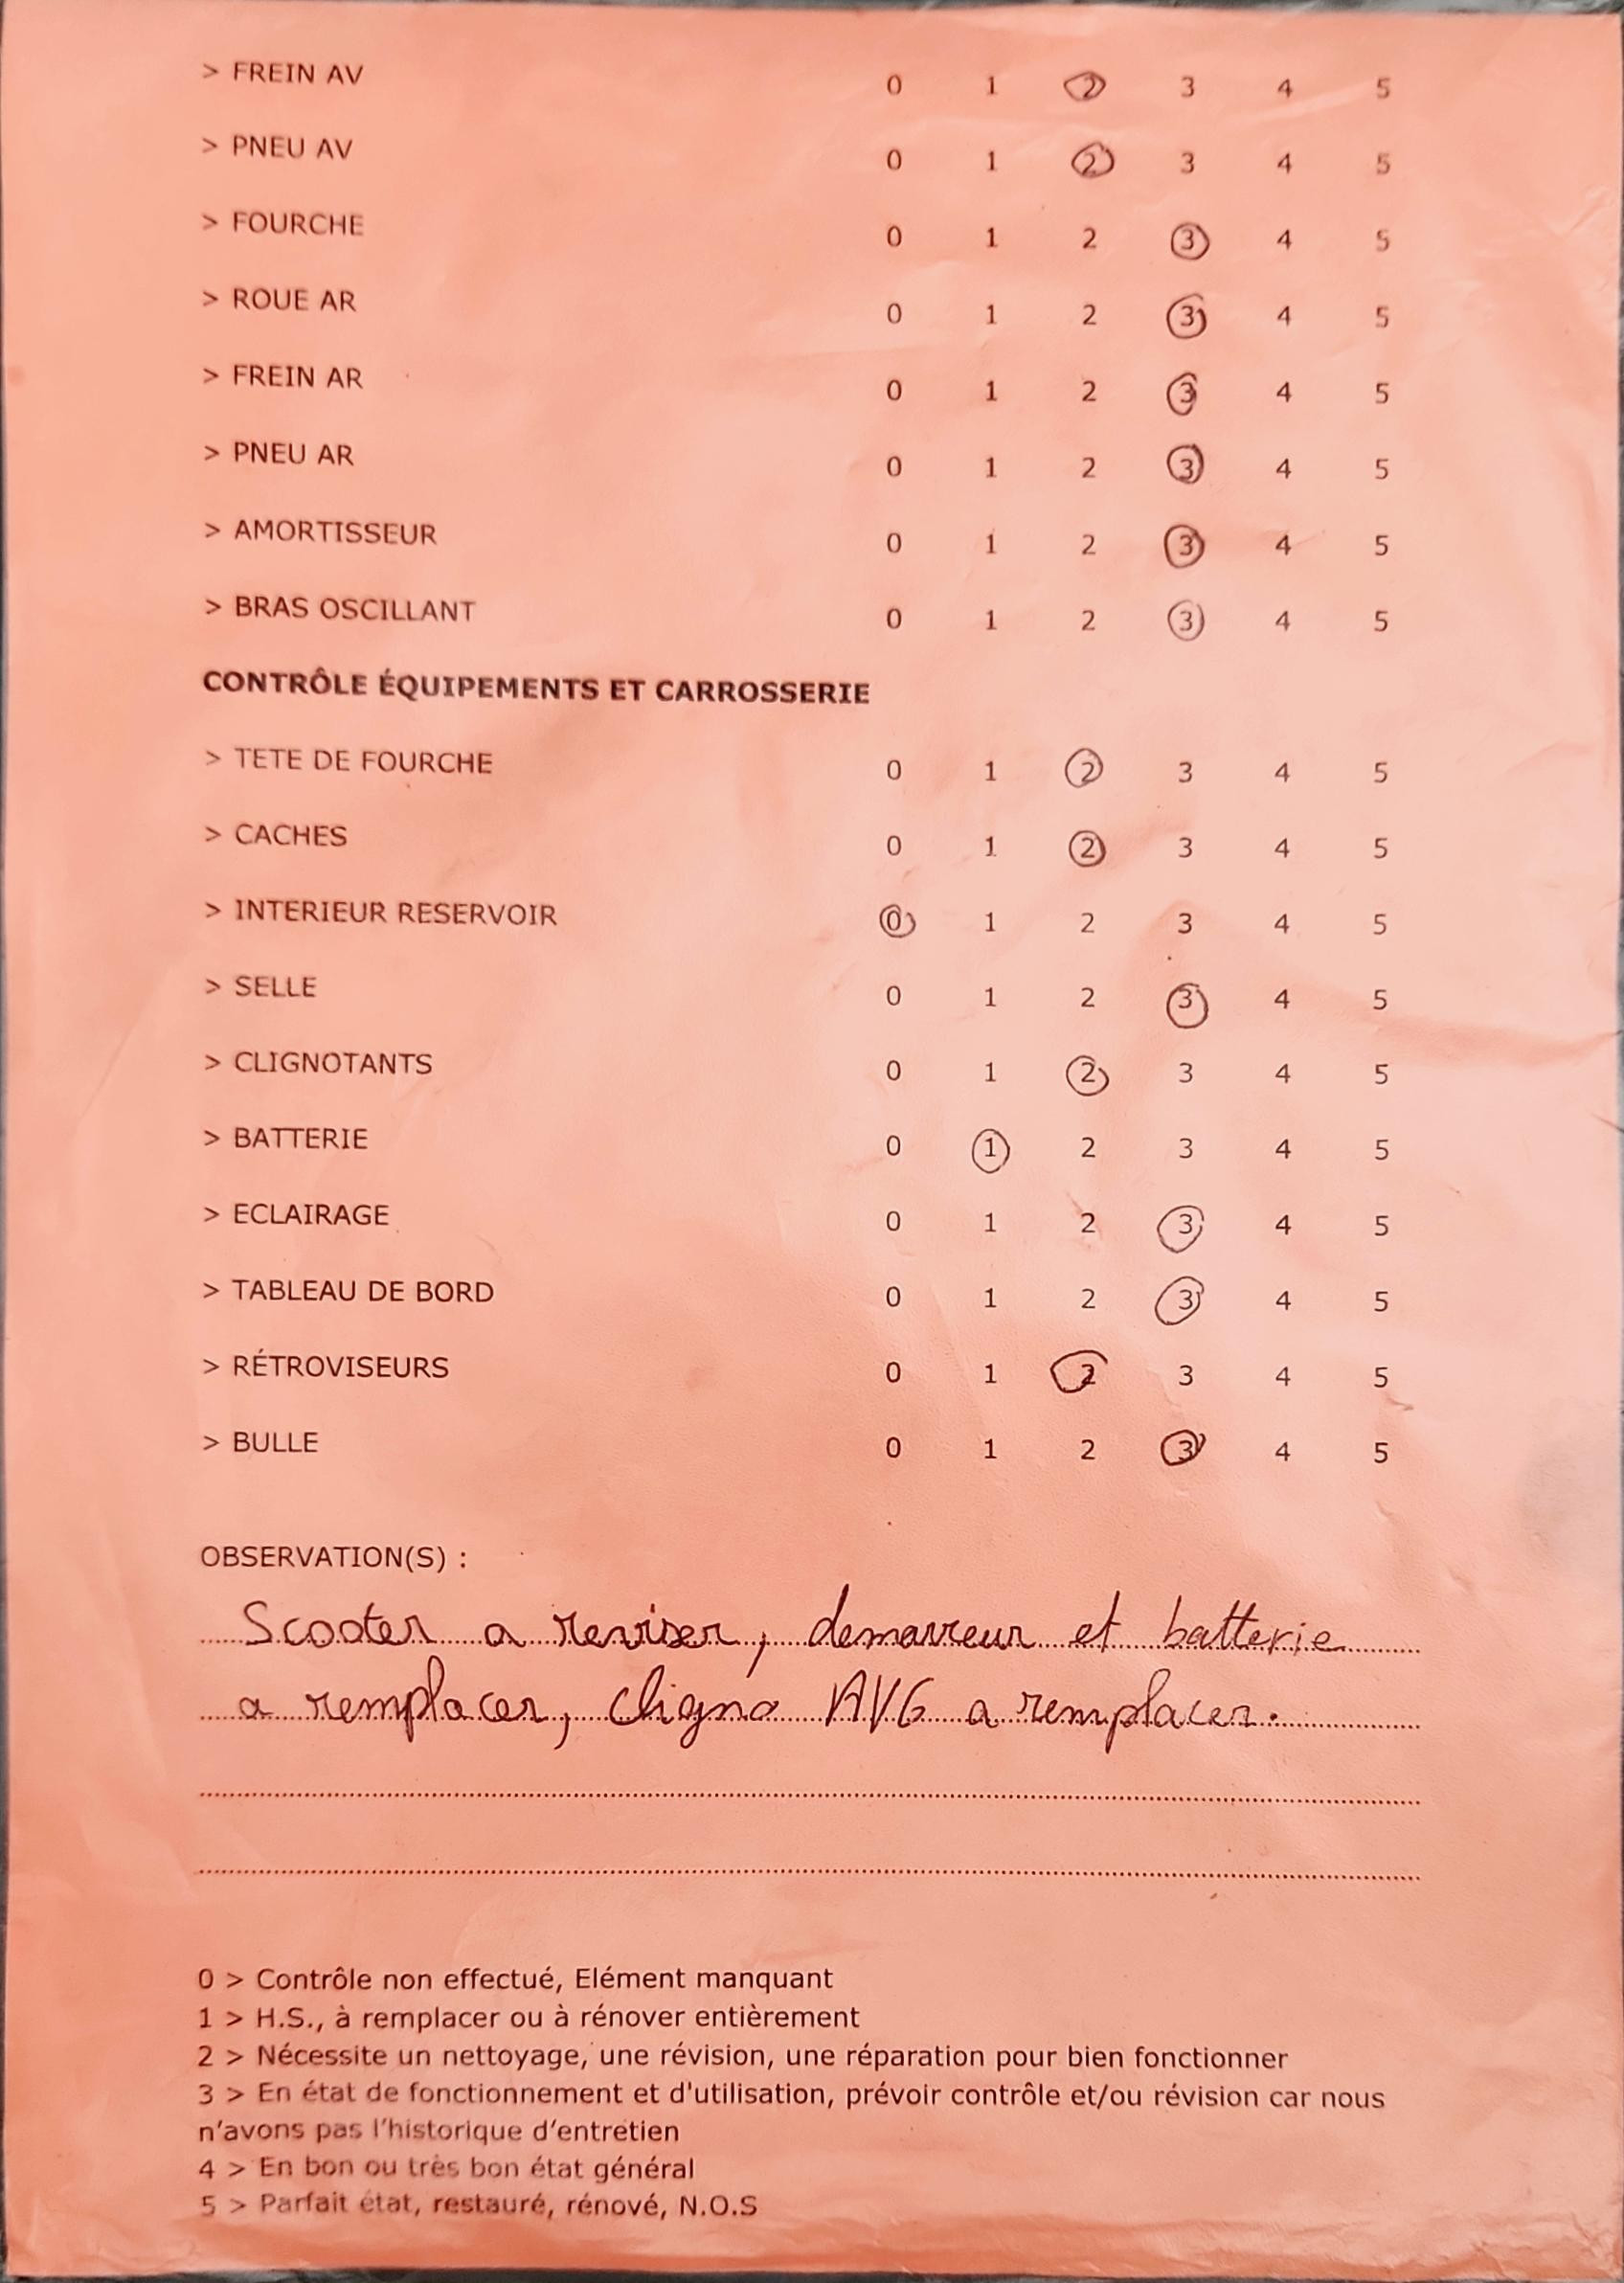 > FREIN AV 0 1 2 3 4 5
> PNEU AV 0 1 2 3 4 5
> FOURCHE 0 1 2 3 4 5
> ROUE AR 0 1 2 3 4 5
> FREIN AR 0 1 2 3 4 5
> PNEU AR 0 1 2 3 4 5
> AMORTISSEUR 0 1 2 3 4 5
> BRAS OSCILLANT 0 1 2 3 4 5
CONTRÔLE ÉQUIPEMENTS ET CARROSSERIE
> TETE DE FOURCHE 0 1 2 3 4 5
> CACHES 0 1 2 3 4 5
> INTERIEUR RESERVOIR 0 1 2 3 4 5
> SELLE 0 1 2 3 4 5
> CLIGNOTANTS 0 1 2 3 4 5
> BATTERIE 0 1 2 3 4 5
> ECLAIRAGE 0 1 2 3 4 5
> TABLEAU DE BORD 0 1 2 3 4 5
> RÉTROVISEURS 0 1 2 3 4 5
> BULLE 0 1 2 3 4 5
OBSERVATION(S) :
Scooter a reviser, demarreur et batterie
a remplacer, cligno AVG a remplacer.
0 > Contrôle non effectué, Elément manquant
1 > H.S., à remplacer ou à rénover entièrement
2 > Nécessite un nettoyage, une révision, une réparation pour bien fonctionner
3 > En état de fonctionnement et d'utilisation, prévoir contrôle et/ou révision car nous
n'avons pas l'historique d'entretien
4 > En bon ou très bon état général
5 > Parfait état, restauré, rénové, N.O.S